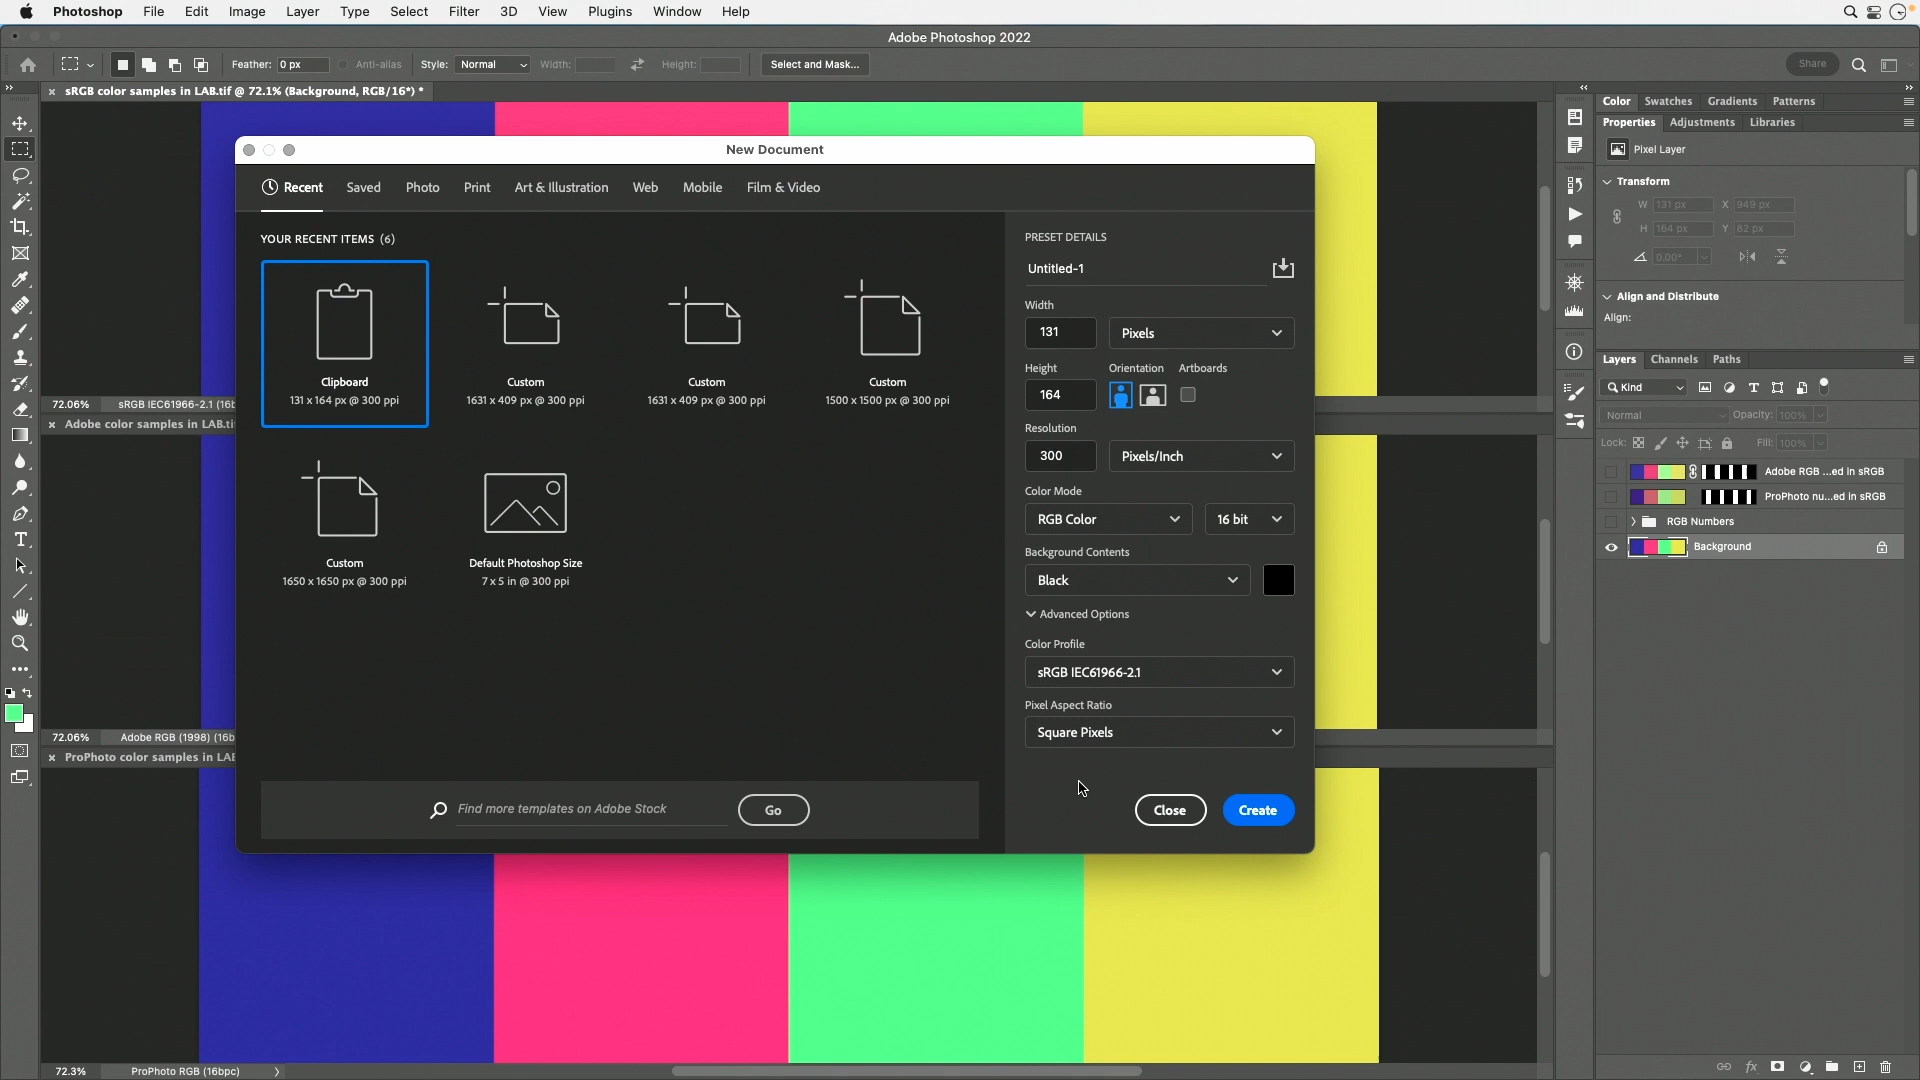 Photoshop File Edit Image Layer Type Select Filter 3D View Plugins Window Help
Adobe Photoshop 2022
Feather: 0 px Anti-alias Style: Normal Width: Height: Select and Mask... Share
sRGB color samples in LAB.tif @ 72.1% (Background, RGB/16*) *
72.06% sRGB IEC61966-2.1 (16b
Adobe color samples in LAB.ti
72.06% Adobe RGB (1998) (16b
ProPhoto color samples in LAB
72.3% ProPhoto RGB (16bpc)
New Document
Recent Saved Photo Print Art & Illustration Web Mobile Film & Video
YOUR RECENT ITEMS (6)
Clipboard
131 x 164 px @ 300 ppi
Custom
1631 x 409 px @ 300 ppi
Custom
1631 x 409 px @ 300 ppi
Custom
1500 x 1500 px @ 300 ppi
Custom
1650 x 1650 px @ 300 ppi
Default Photoshop Size
7 x 5 in @ 300 ppi
Find more templates on Adobe Stock Go
PRESET DETAILS
Untitled-1
Width
131 Pixels
Height Orientation Artboards
164
Resolution
300 Pixels/Inch
Color Mode
RGB Color 16 bit
Background Contents
Black
Advanced Options
Color Profile
sRGB IEC61966-2.1
Pixel Aspect Ratio
Square Pixels
Close Create
Color Swatches Gradients Patterns
Properties Adjustments Libraries
Pixel Layer
Transform
W 131 px X 949 px
H 164 px Y 82 px
0.00°
Align and Distribute
Align:
Layers Channels Paths
Kind
Normal Opacity: 100%
Lock: Fill: 100%
Adobe RGB ...ed in sRGB
ProPhoto nu...ed in sRGB
RGB Numbers
Background